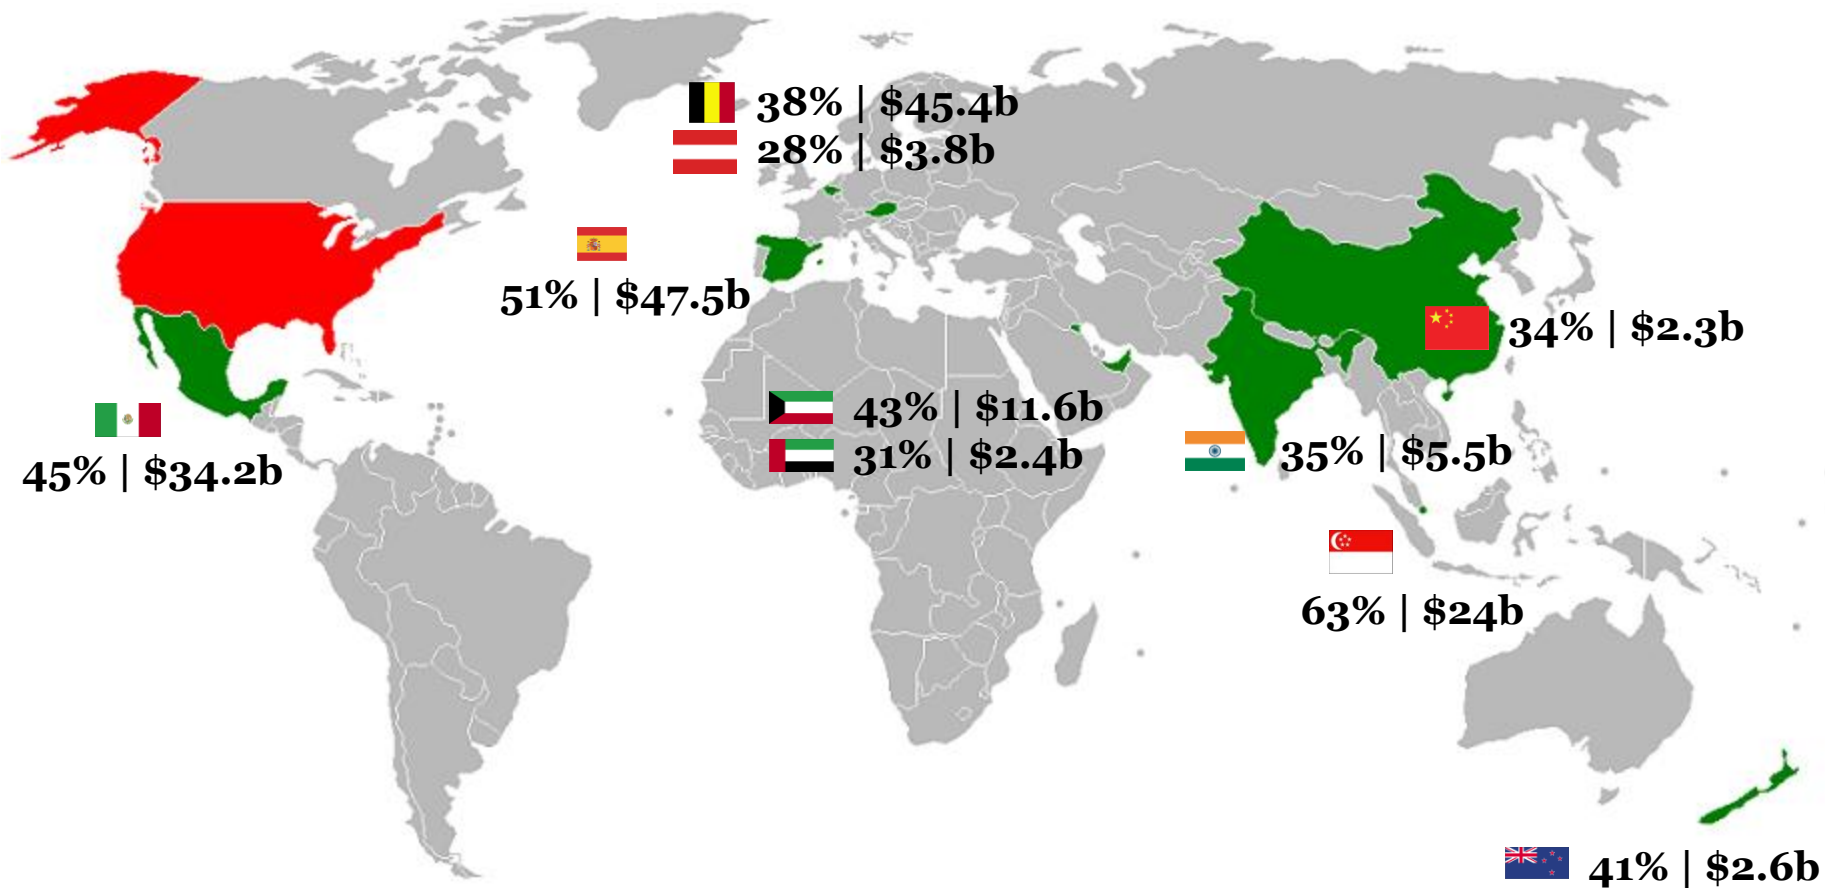 38% | $45.4b
28% | $3.8b
51% | $47.5b
34% | $2.3b
43% | $11.6b
31% | $2.4b
35% | $5.5b
45% | $34.2b
63% | $24b
41% | $2.6b